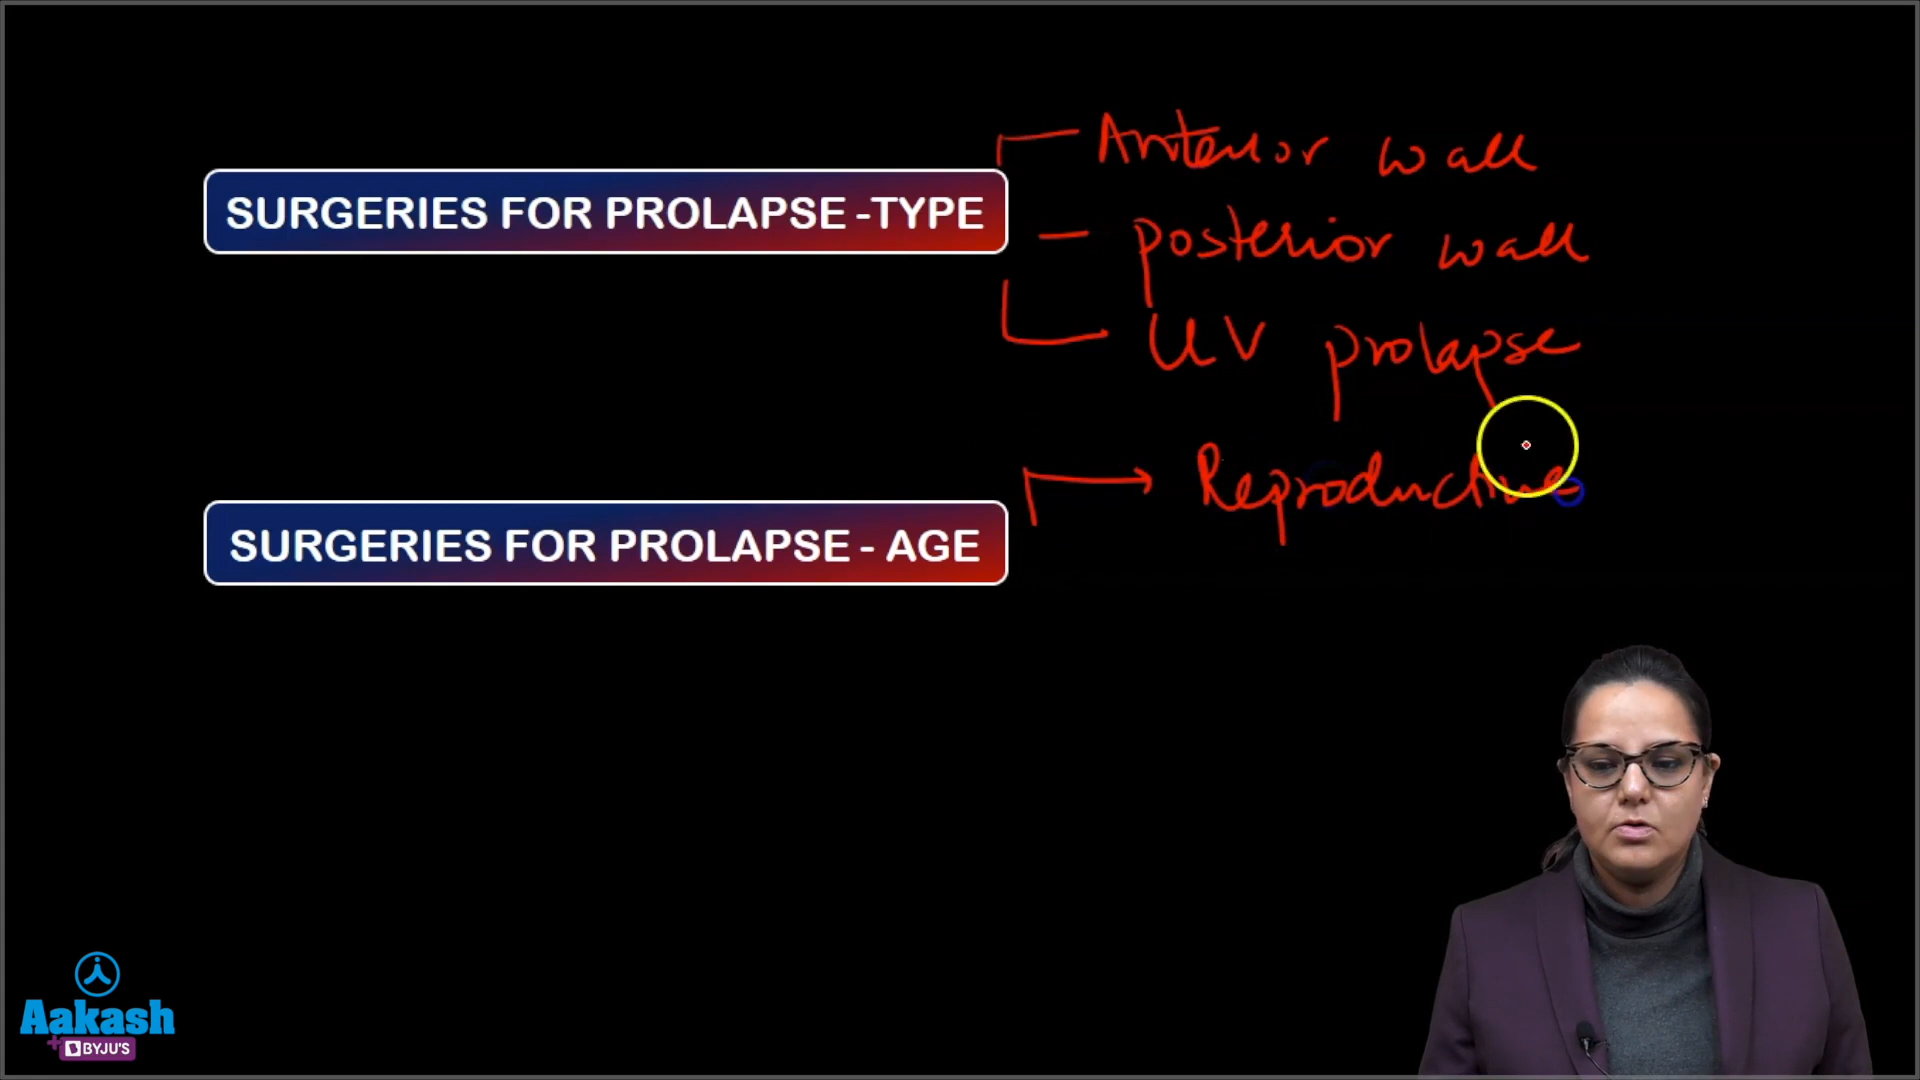 Anterior wall
SURGERIES FOR PROLAPSE -TYPE
posterior wall
UV prolapse
Reproductive
SURGERIES FOR PROLAPSE - AGE
Aakash
+ BYJU'S